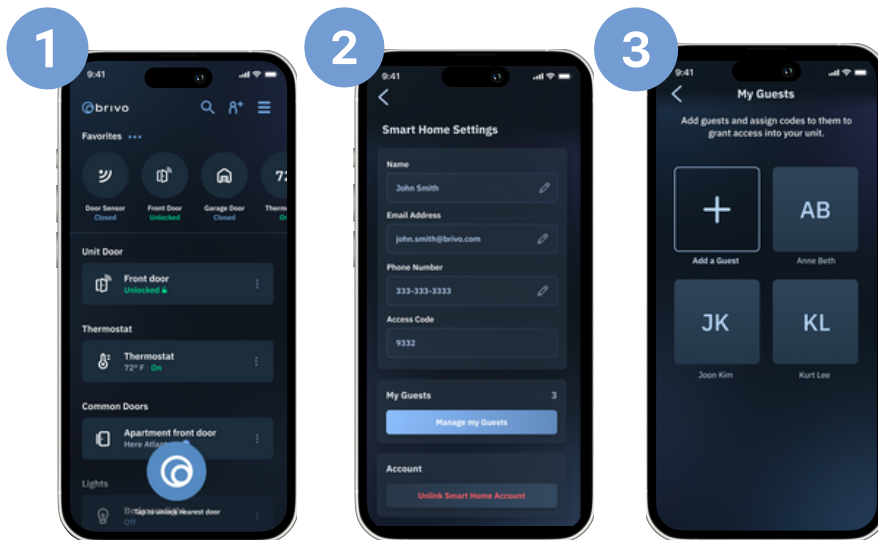 1
9:41
brivo
Favorites
72
Door Sensor
Closed
Front Door
Unlocked
Garage Door
Closed
Therm
On
Unit Door
Front door
Unlocked
Thermostat
Thermostat
72° F On
Common Doors
Apartment front door
Here Atlan
Lights
Tap to unlock nearest door
Off
2
9:41
Smart Home Settings
Name
John Smith
Email Address
john.smith@brivo.com
Phone Number
333-333-3333
Access Code
9332
My Guests 3
Manage my Guests
Account
Unlink Smart Home Account
3
9:41
My Guests
Add guests and assign codes to them to
grant access into your unit.
Add a Guest
AB
Anne Beth
JK
Joon Kim
KL
Kurt Lee